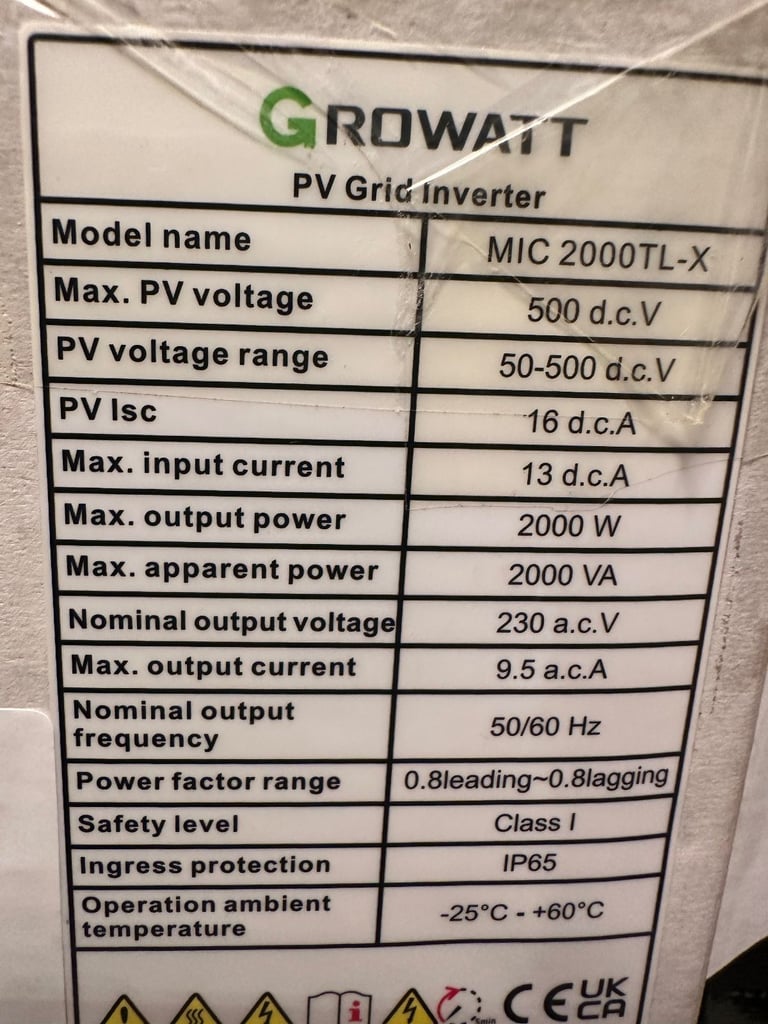 GROWATT
PV Grid Inverter
Model name MIC 2000TL-X
Max. PV voltage 500 d.c.V
PV voltage range 50-500 d.c.V
PV Isc 16 d.c.A
Max. input current 13 d.c.A
Max. output power 2000 W
Max. apparent power 2000 VA
Nominal output voltage 230 a.c.V
Max. output current 9.5 a.c.A
Nominal output
frequency 50/60 Hz
Power factor range 0.8leading~0.8lagging
Safety level Class I
Ingress protection IP65
Operation ambient
temperature -25°C - +60°C
i 5min CE UK
CA